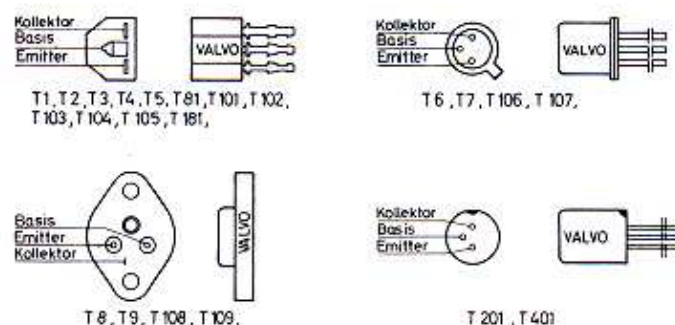 Kollektor
Basis
Emitter
VALVO
T1, T2, T3, T4, T5, T81, T101, T102,
T103, T104, T105, T181,
Kollektor
Basis
Emitter
VALVO
T6, T7, T106, T107,
Basis
Emitter
Kollektor
VALVO
T8, T9, T108, T109,
Kollektor
Basis
Emitter
VALVO
T201, T401